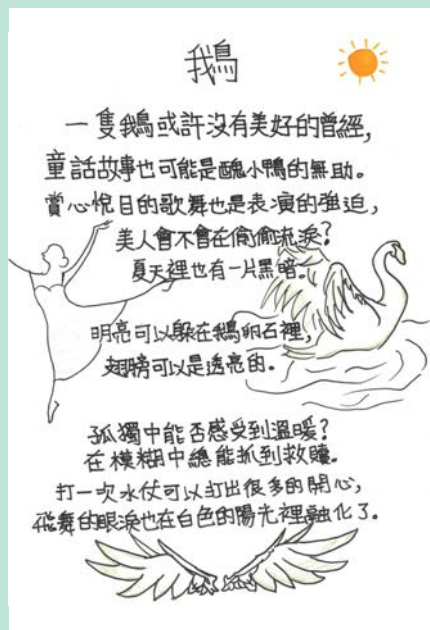 鵝
一隻鵝或許沒有美好的曾經,
童話故事也可能是醜小鴨的無助。
賞心悅目的歌舞也是表演的強迫,
美人會不會在偷偷流淚?
夏天裡也有一片黑暗。
明亮可以躲在鵝卵石裡,
翅膀可以是透亮的。
孤獨中能否感受到溫暖?
在模糊中總能抓到救贖。
打一次水仗可以打出很多的開心,
飛舞的眼淚也在白色的陽光裡融化了。